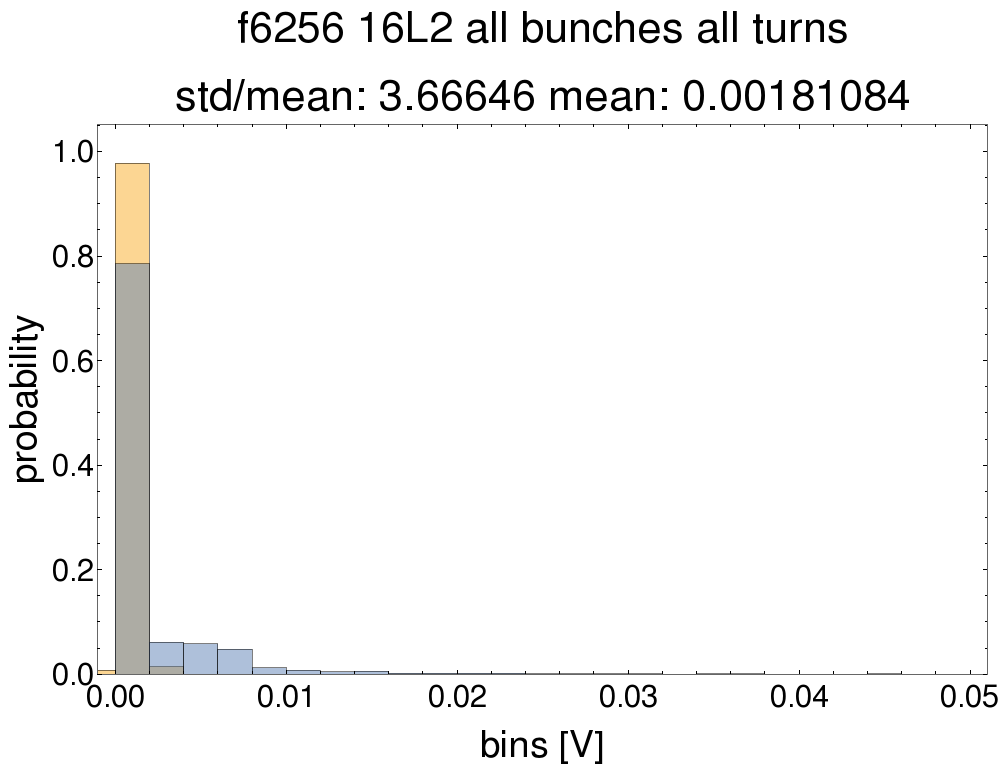 f6256 16L2 all bunches all turns
std/mean: 3.66646 mean: 0.00181084
1.0
0.8
0.6
0.4
0.2
0.0
probability
0.00 0.01 0.02 0.03 0.04 0.05
bins [V]